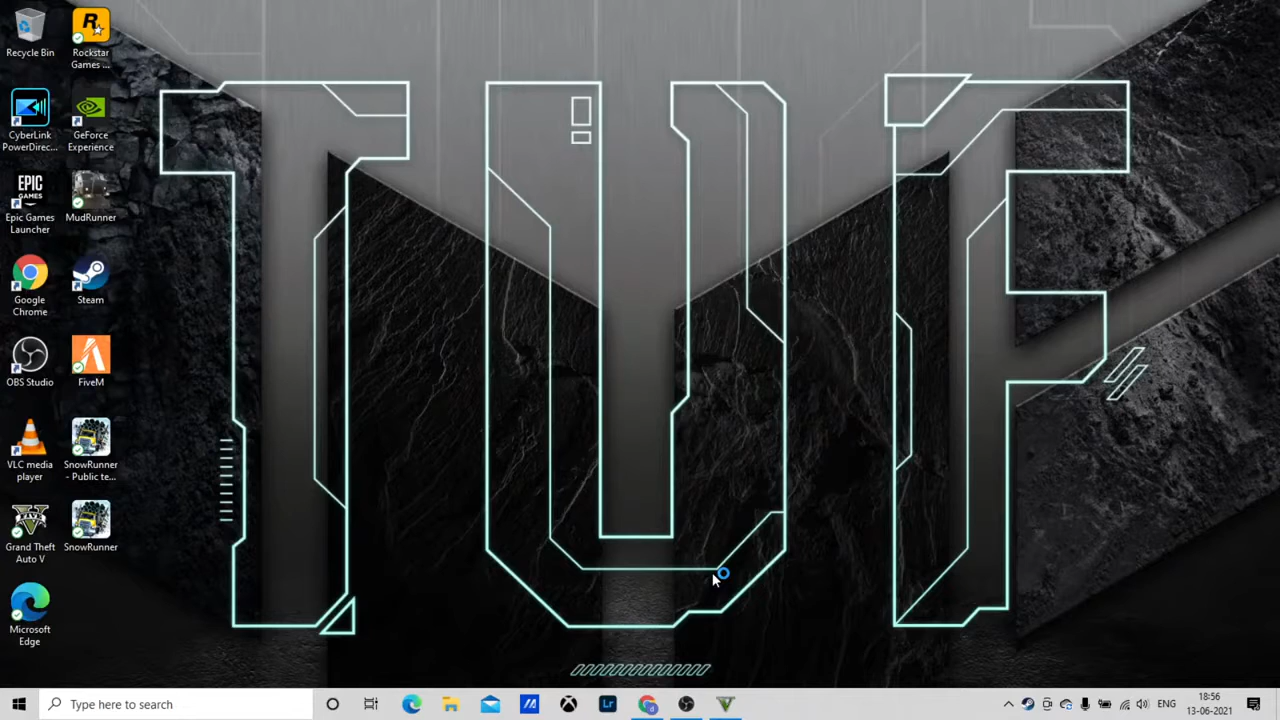 Recycle Bin
Rockstar
Games ...
CyberLink
PowerDirec...
GeForce
Experience
EPIC
GAMES
Epic Games
Launcher
MudRunner
Google
Chrome
Steam
OBS Studio
FiveM
VLC media
player
SnowRunner
- Public te...
Grand Theft
Auto V
SnowRunner
Microsoft
Edge
TUF
Type here to search
Lr
ENG
18:56
13-06-2021